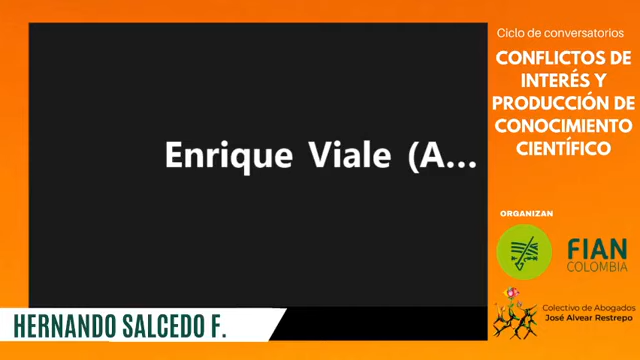 Ciclo de conversatorios
CONFLICTOS DE
INTERÉS Y
PRODUCCIÓN DE
CONOCIMIENTO
CIENTÍFICO
Enrique Viale (A...
ORGANIZAN
FIAN
COLOMBIA
Colectivo de Abogados
José Alvear Restrepo
HERNANDO SALCEDO F.